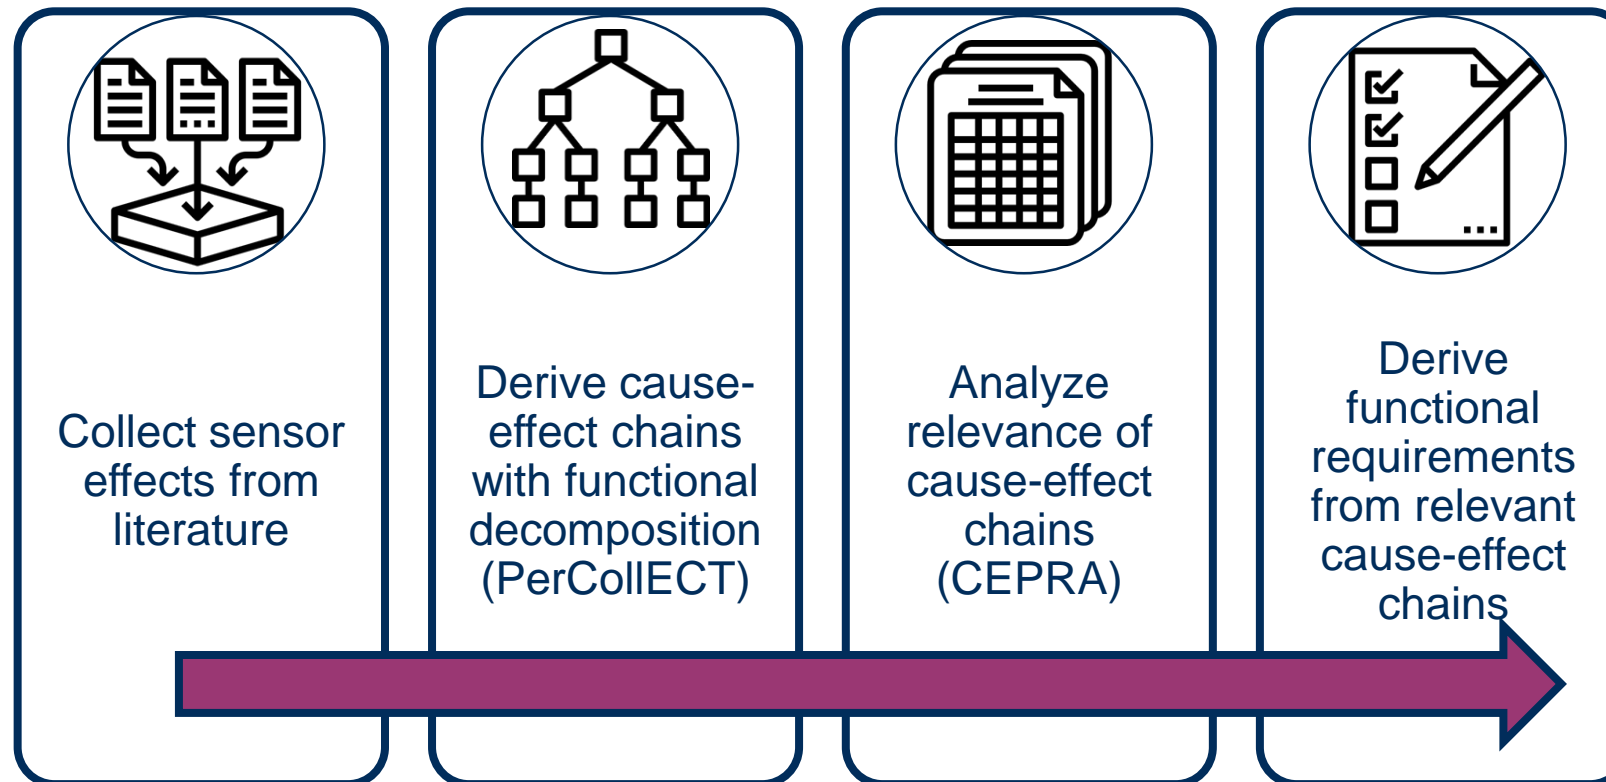 Collect sensor
effects from
literature
Derive cause-
effect chains
with functional
decomposition
(PerCollECT)
Analyze
relevance of
cause-effect
chains
(CEPRA)
Derive
functional
requirements
from relevant
cause-effect
chains